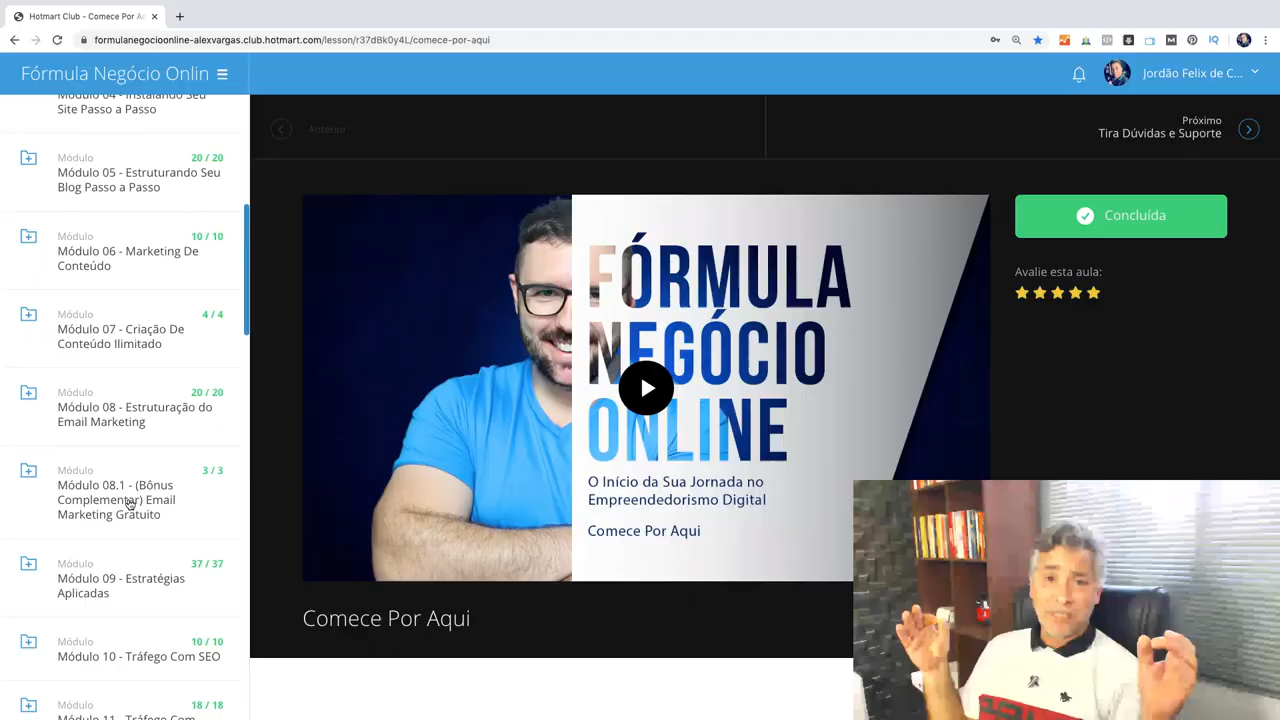 Hotmart Club - Comece Por A
formulanegocioonline-alexvargas.club.hotmart.com/lesson/r37dBk0y4L/comece-por-aqui
Fórmula Negócio Onlin
Jordão Felix de C...
Módulo 04 - Instalando Seu
Site Passo a Passo
Módulo 20 / 20
Módulo 05 - Estruturando Seu
Blog Passo a Passo
Módulo 10 / 10
Módulo 06 - Marketing De
Conteúdo
Módulo 4 / 4
Módulo 07 - Criação De
Conteúdo Ilimitado
Módulo 20 / 20
Módulo 08 - Estruturação do
Email Marketing
Módulo 3 / 3
Módulo 08.1 - (Bônus
Complementar) Email
Marketing Gratuito
Módulo 37 / 37
Módulo 09 - Estratégias
Aplicadas
Módulo 10 / 10
Módulo 10 - Tráfego Com SEO
Módulo 18 / 18
Módulo 11 - Tráfego Com
Anterior
Próximo
Tira Dúvidas e Suporte
FÓRMULA
NEGÓCIO
ONLINE
O Início da Sua Jornada no
Empreendedorismo Digital
Comece Por Aqui
Concluída
Avalie esta aula:
Comece Por Aqui